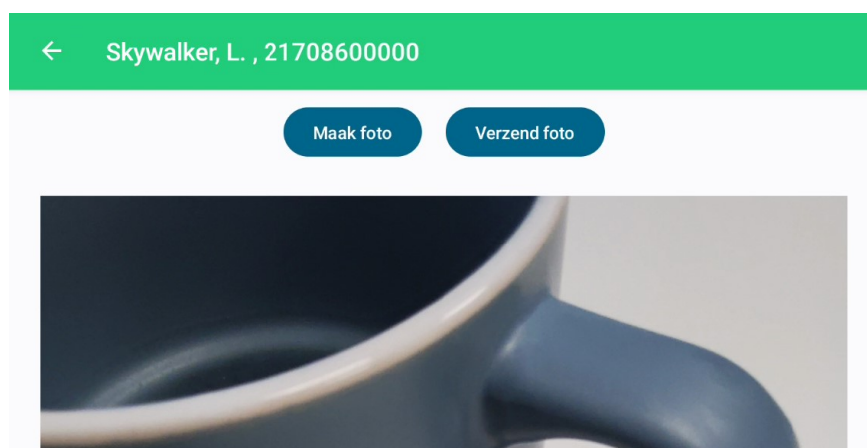 Skywalker, L. , 21708600000
Maak foto
Verzend foto